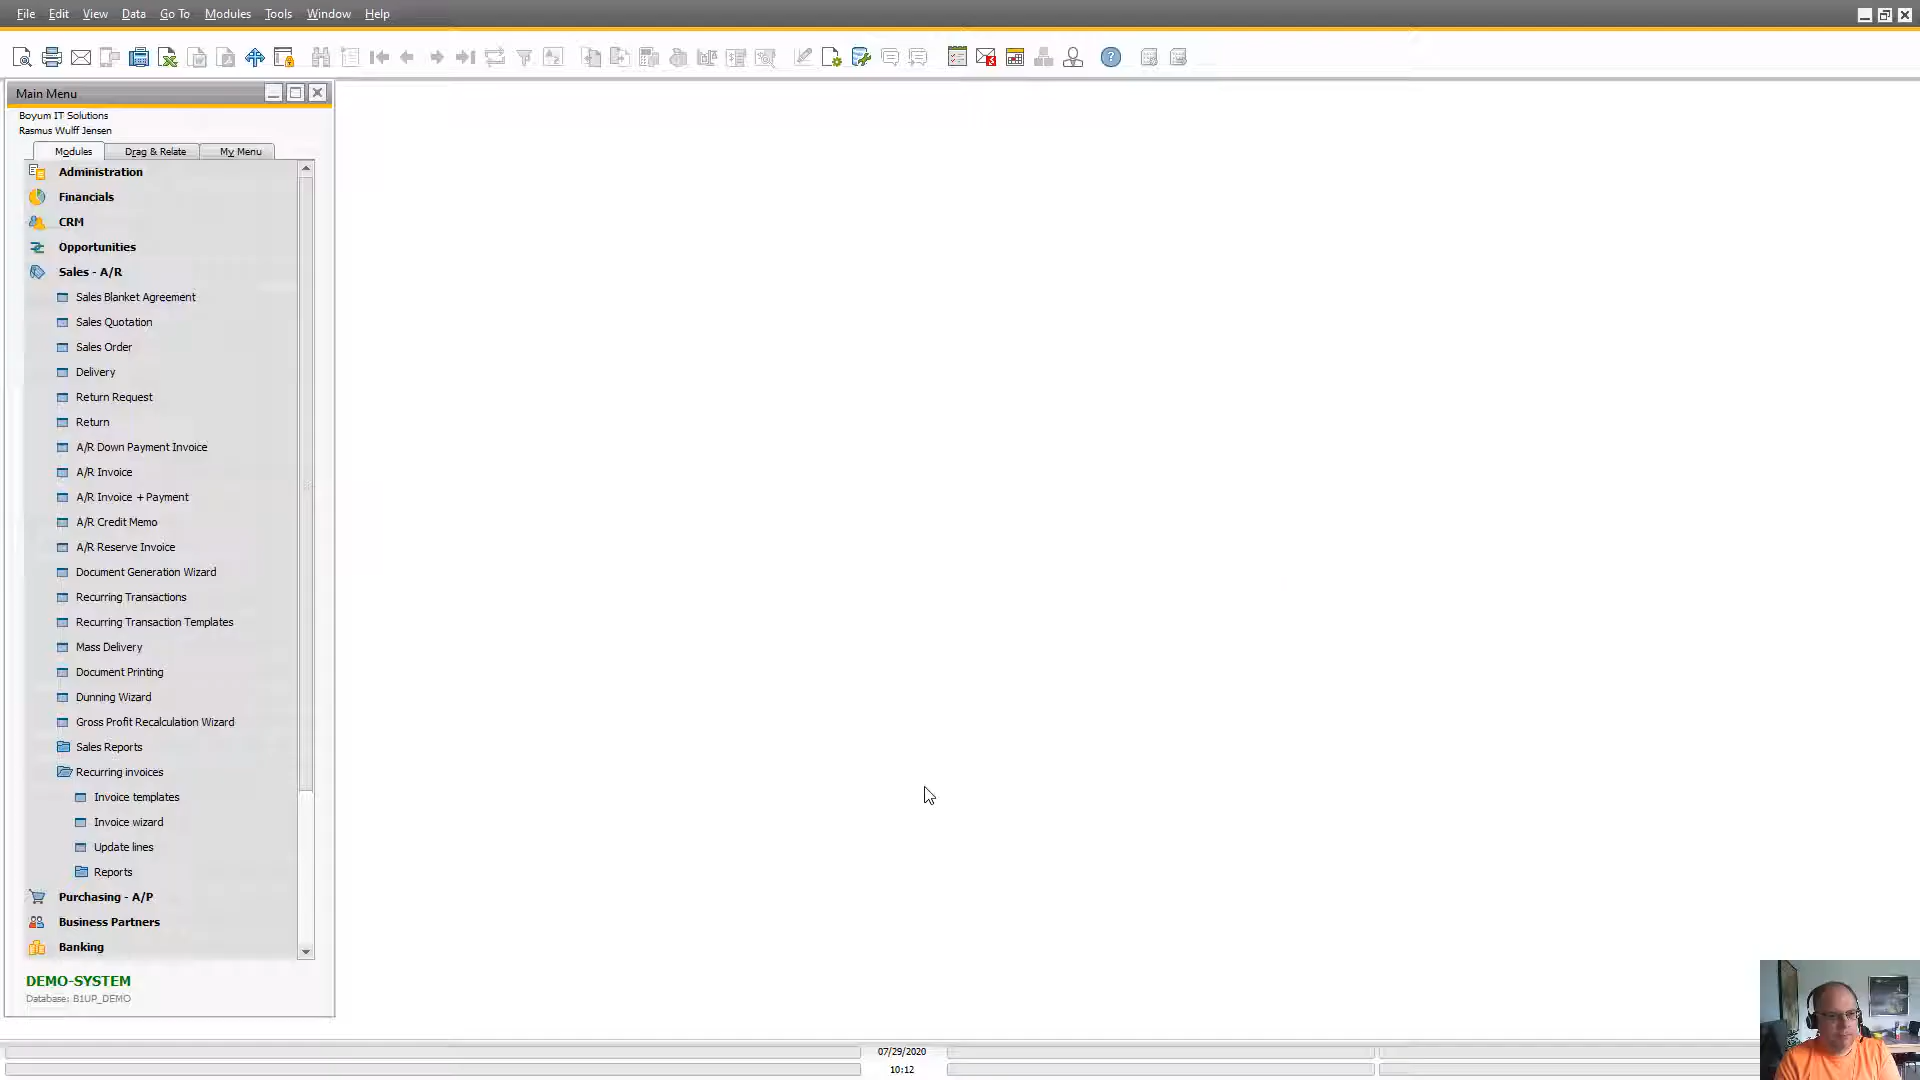 File Edit View Data Go To Modules Tools Window Help
Main Menu
Boyum IT Solutions
Rasmus Wulff Jensen
Modules Drag & Relate My Menu
Administration
Financials
CRM
Opportunities
Sales - A/R
Sales Blanket Agreement
Sales Quotation
Sales Order
Delivery
Return Request
Return
A/R Down Payment Invoice
A/R Invoice
A/R Invoice + Payment
A/R Credit Memo
A/R Reserve Invoice
Document Generation Wizard
Recurring Transactions
Recurring Transaction Templates
Mass Delivery
Document Printing
Dunning Wizard
Gross Profit Recalculation Wizard
Sales Reports
Recurring invoices
Invoice templates
Invoice wizard
Update lines
Reports
Purchasing - A/P
Business Partners
Banking
DEMO-SYSTEM
Database: B1UP_DEMO
07/29/2020
10:12